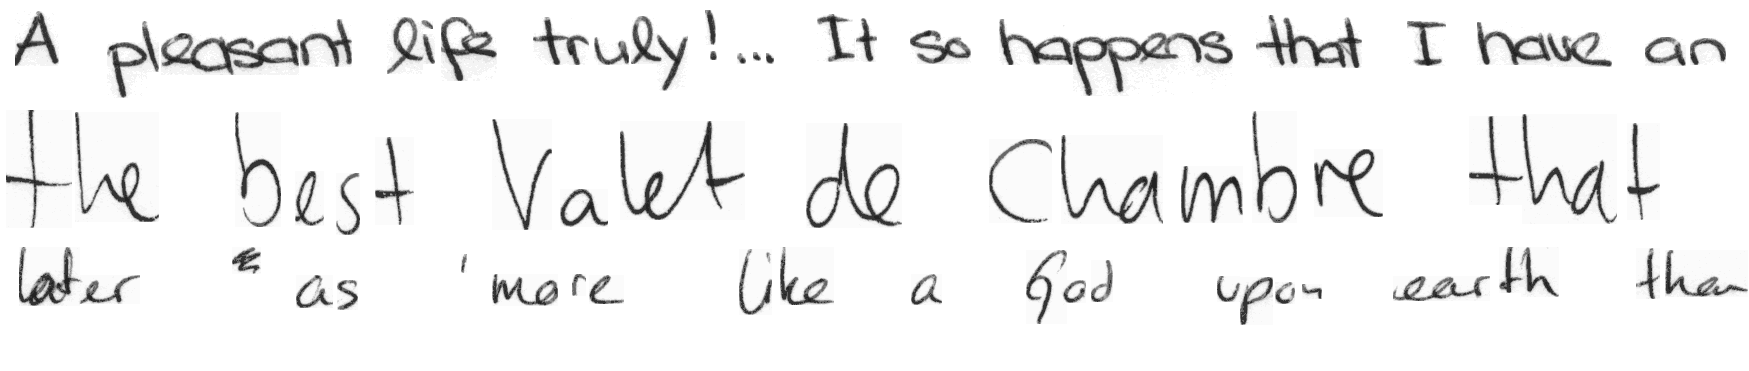 A pleasant life truly!... It so happens that I have an
the best Valet de Chambre that
later as 'more like a God upon earth than